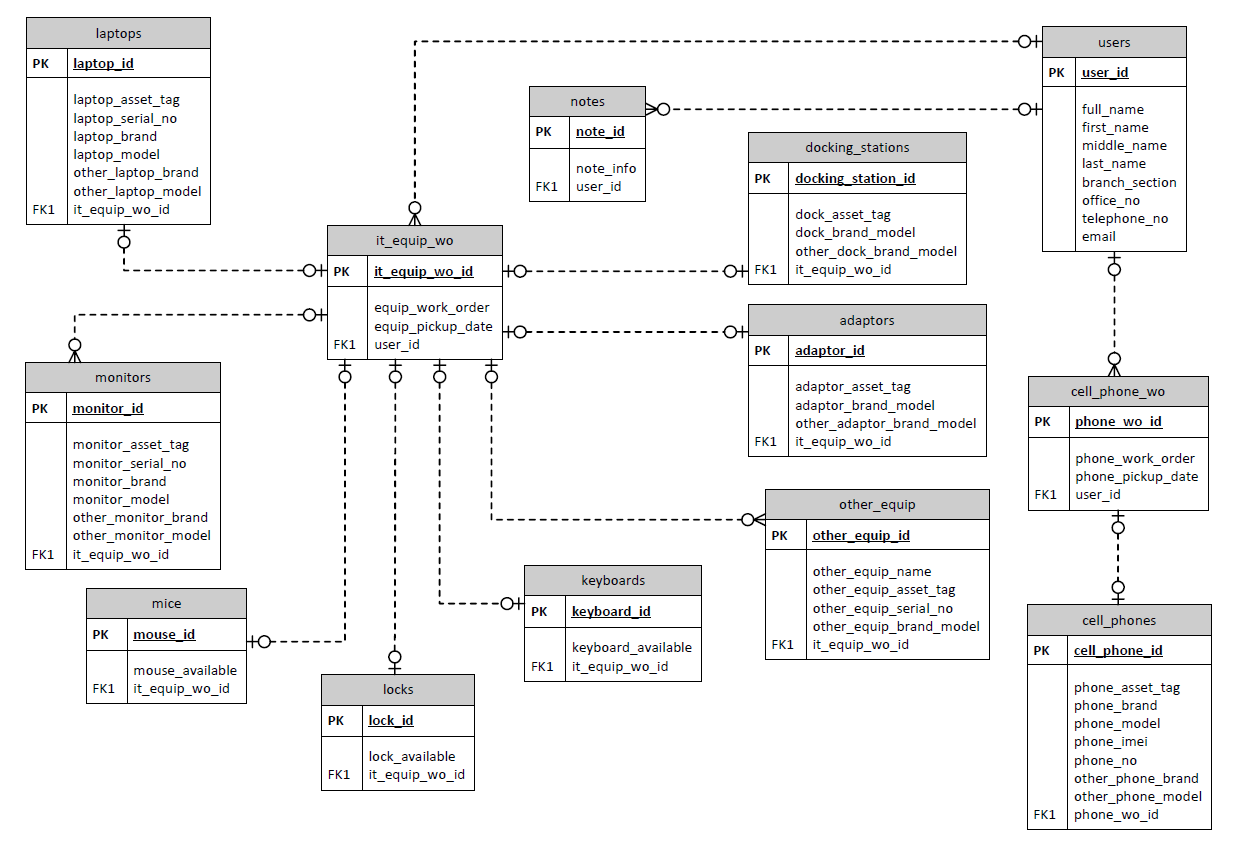 laptops
PK laptop_id
laptop_asset_tag
laptop_serial_no
laptop_brand
laptop_model
other_laptop_brand
other_laptop_model
FK1 it_equip_wo_id
users
PK user_id
full_name
first_name
middle_name
last_name
branch_section
office_no
telephone_no
email
notes
PK note_id
note_info
FK1 user_id
docking_stations
PK docking_station_id
dock_asset_tag
dock_brand_model
other_dock_brand_model
FK1 it_equip_wo_id
it_equip_wo
PK it_equip_wo_id
equip_work_order
equip_pickup_date
FK1 user_id
adaptors
PK adaptor_id
adaptor_asset_tag
adaptor_brand_model
other_adaptor_brand_model
FK1 it_equip_wo_id
monitors
PK monitor_id
monitor_asset_tag
monitor_serial_no
monitor_brand
monitor_model
other_monitor_brand
other_monitor_model
FK1 it_equip_wo_id
cell_phone_wo
PK phone_wo_id
phone_work_order
phone_pickup_date
FK1 user_id
other_equip
PK other_equip_id
other_equip_name
other_equip_asset_tag
other_equip_serial_no
other_equip_brand_model
FK1 it_equip_wo_id
keyboards
PK keyboard_id
keyboard_available
FK1 it_equip_wo_id
mice
PK mouse_id
mouse_available
FK1 it_equip_wo_id
locks
PK lock_id
lock_available
FK1 it_equip_wo_id
cell_phones
PK cell_phone_id
phone_asset_tag
phone_brand
phone_model
phone_imei
phone_no
other_phone_brand
other_phone_model
FK1 phone_wo_id